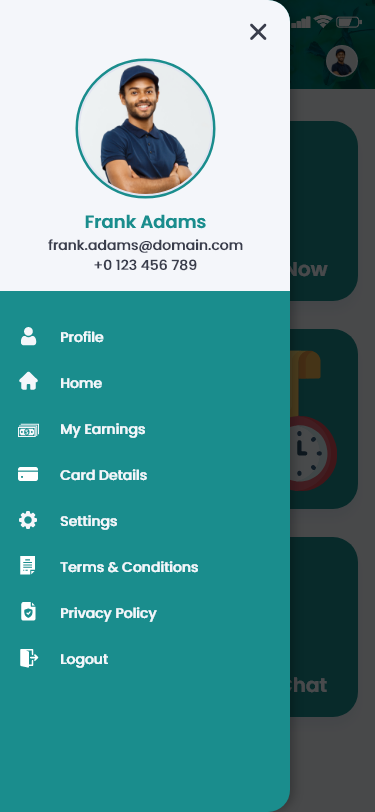 Frank Adams
frank.adams@domain.com
+0 123 456 789
Now
Profile
Home
My Earnings
Card Details
Settings
Terms & Conditions
Privacy Policy
Logout